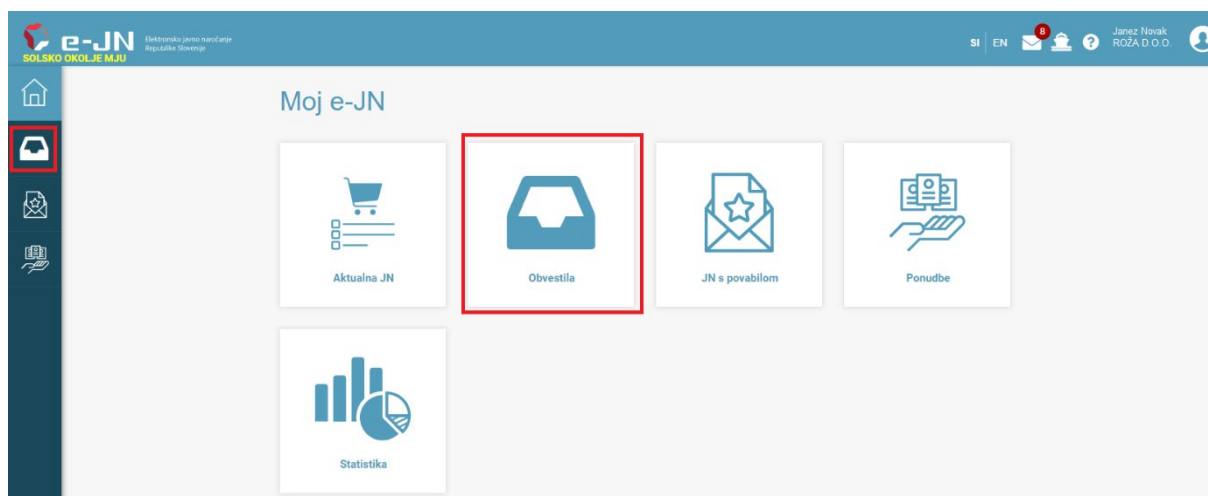 e-JN
Elektronsko javno naročanje
Republike Slovenije
SOLSKO OKOLJE MJU
SI EN 8 ? Janez Novak
ROŽA D.O.O.
Moj e-JN
Aktualna JN
Obvestila
JN s povabilom
Ponudbe
Statistika